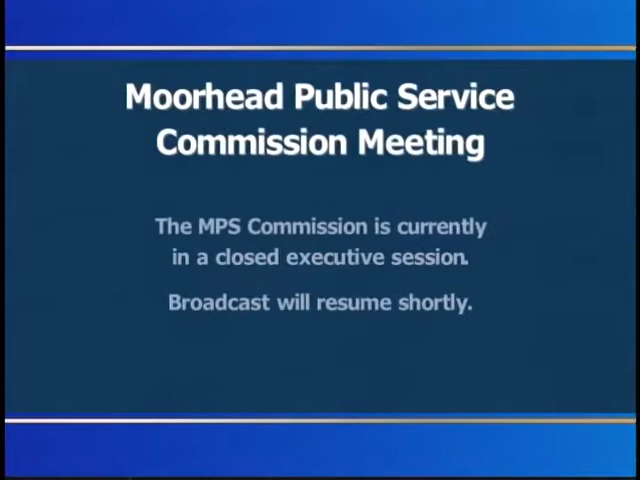 Moorhead Public Service
Commission Meeting
The MPS Commission is currently
in a closed executive session.
Broadcast will resume shortly.